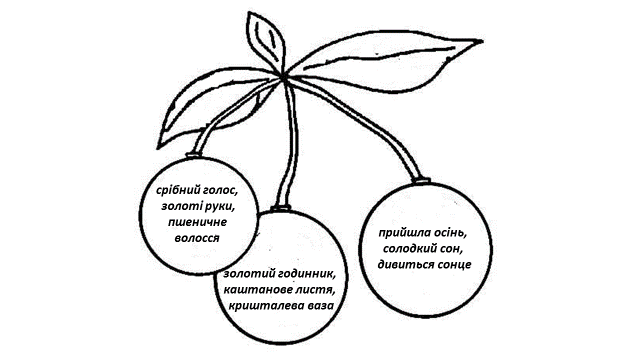 срібний голос,
золоті руки,
пшеничне
волосся
золотий годинник,
каштанове листя,
кришталева ваза
прийшла осінь,
солодкий сон,
дивиться сонце